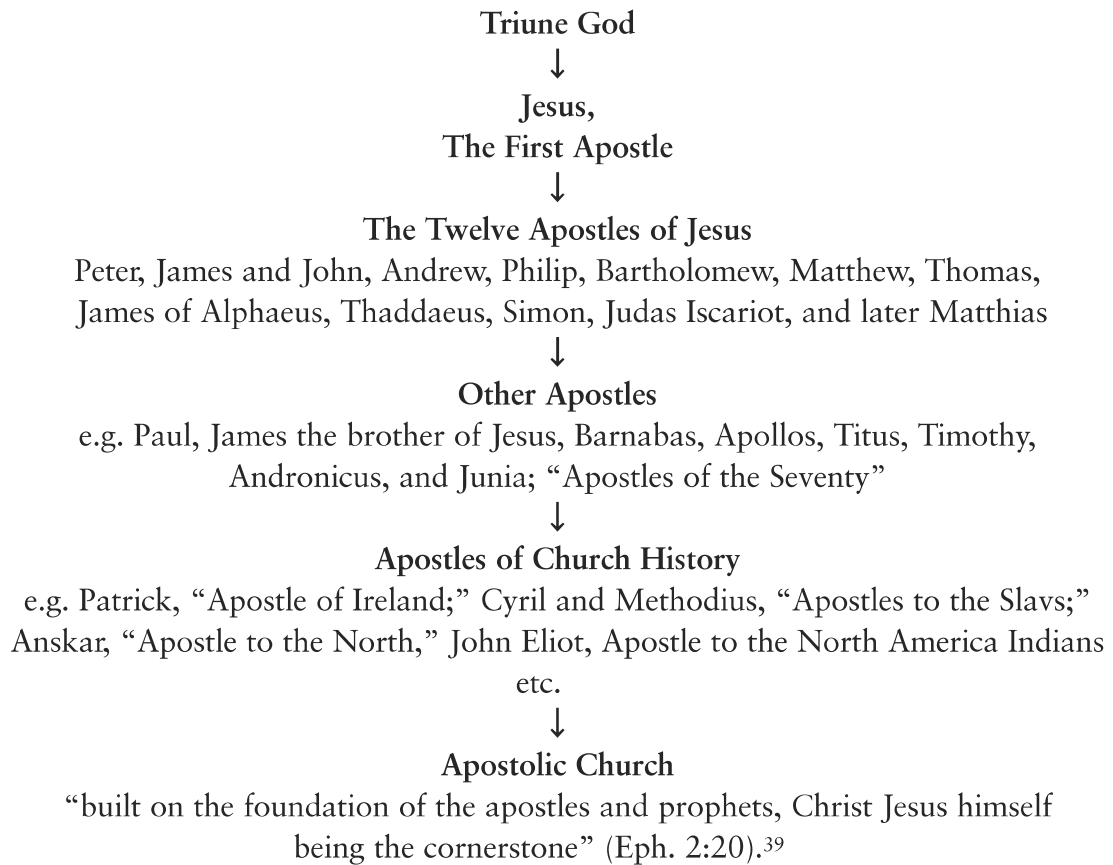 Triune God
↓
Jesus,
The First Apostle
↓
The Twelve Apostles of Jesus
Peter, James and John, Andrew, Philip, Bartholomew, Matthew, Thomas,
James of Alphaeus, Thaddaeus, Simon, Judas Iscariot, and later Matthias
↓
Other Apostles
e.g. Paul, James the brother of Jesus, Barnabas, Apollos, Titus, Timothy,
Andronicus, and Junia; “Apostles of the Seventy”
↓
Apostles of Church History
e.g. Patrick, “Apostle of Ireland;” Cyril and Methodius, “Apostles to the Slavs;”
Anskar, “Apostle to the North,” John Eliot, Apostle to the North America Indians
etc.
↓
Apostolic Church
“built on the foundation of the apostles and prophets, Christ Jesus himself
being the cornerstone” (Eph. 2:20).39